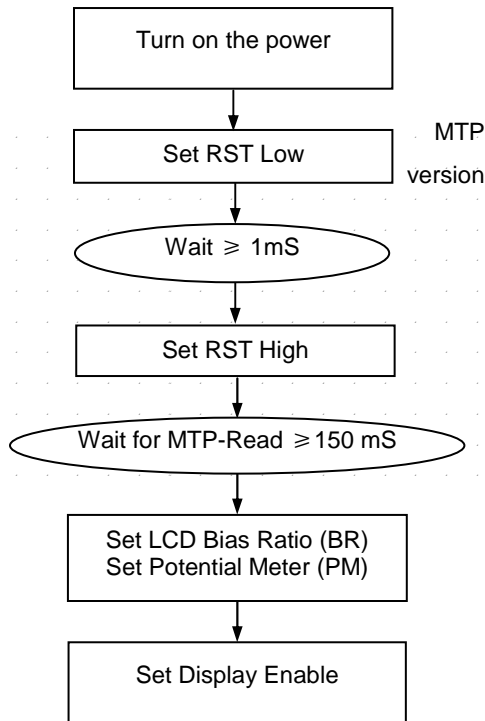 Turn on the power
MTP
version
Set RST Low
Wait ≥ 1mS
Set RST High
Wait for MTP-Read ≥150 mS
Set LCD Bias Ratio (BR)
Set Potential Meter (PM)
Set Display Enable